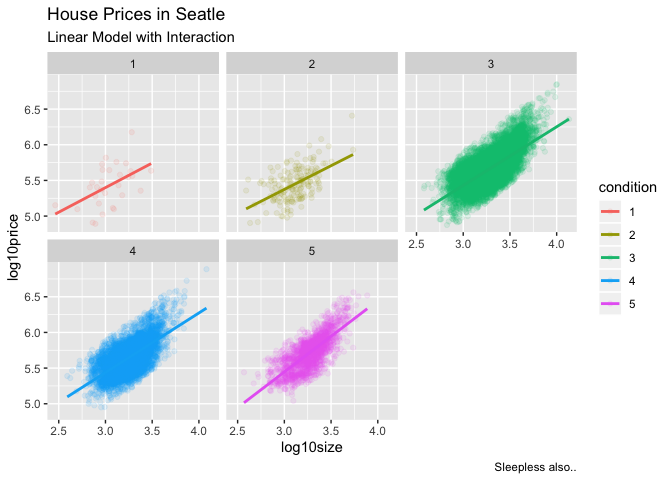 House Prices in Seatle
Linear Model with Interaction
1
2
3
6.5
6.0
5.5
5.0
2.5 3.0 3.5 4.0
4
5
6.5
6.0
5.5
5.0
2.5 3.0 3.5 4.0
2.5 3.0 3.5 4.0
log10price
log10size
condition
1
2
3
4
5
Sleepless also..